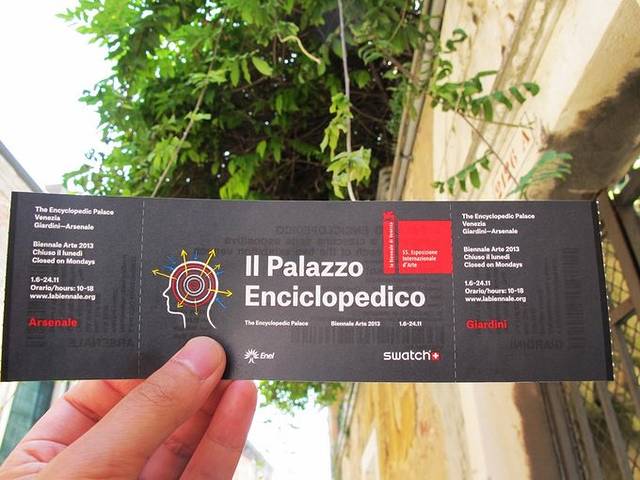 The Encyclopedic Palace
Venezia
Giardini—Arsenale
Biennale Arte 2013
Chiuso il lunedì
Closed on Mondays
1.6-24.11
Orario/hours: 10-18
www.labiennale.org
Arsenale
la Biennale di Venezia
55. Esposizione
Internazionale
d'Arte
Il Palazzo
Enciclopedico
The Encyclopedic Palace Biennale Arte 2013 1.6-24.11
Enel
swatch
The Encyclopedic Palace
Venezia
Giardini—Arsenale
Biennale Arte 2013
Chiuso il lunedì
Closed on Mondays
1.6-24.11
Orario/hours: 10-18
www.labiennale.org
Giardini